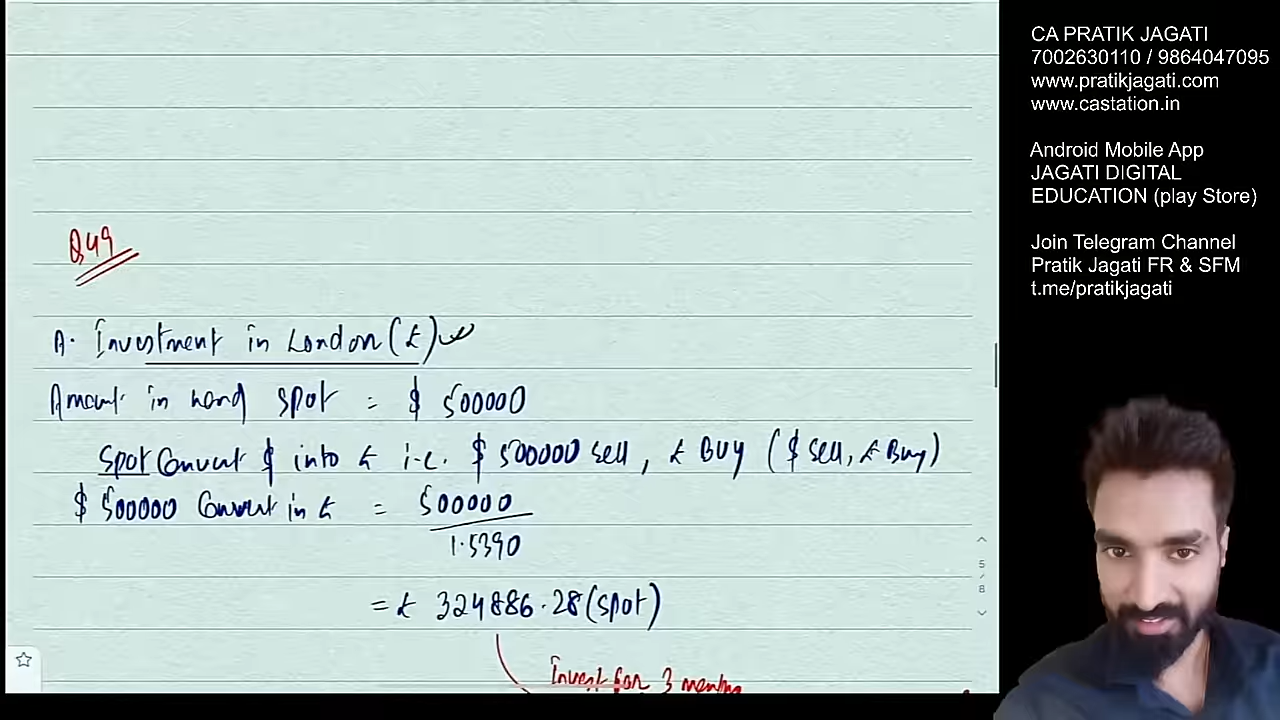 Q49
A. Investment in London (£)
Amount in hand spot = $ 500000
Spot Convert $ into £ i.e. $ 500000 sell, £ Buy ($ sell, £ Buy)
$ 500000 Convert in £ = 500000
1.5390
= £ 324886.28 (spot)
Invest for 3 months
5
/
8
CA PRATIK JAGATI
7002630110 / 9864047095
www.pratikjagati.com
www.castation.in
Android Mobile App
JAGATI DIGITAL
EDUCATION (play Store)
Join Telegram Channel
Pratik Jagati FR & SFM
t.me/pratikjagati